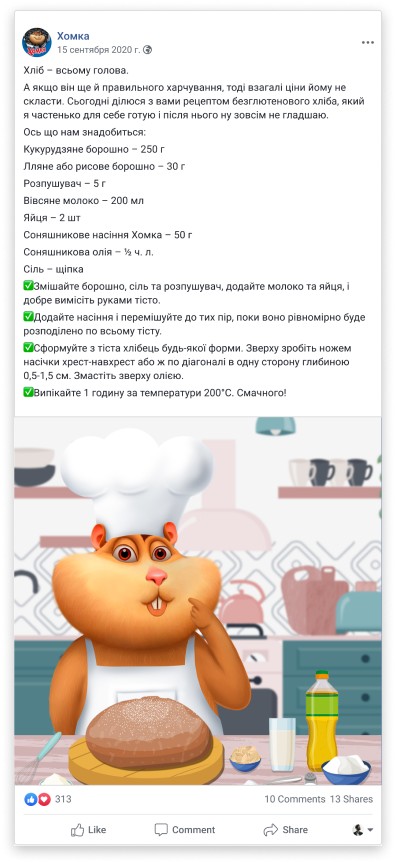 Хомка
15 сентября 2020 г.
Хліб – всьому голова.
А якщо він ще й правильного харчування, тоді взагалі ціни йому не
скласти. Сьогодні ділюся з вами рецептом безглютенового хліба, який
я частенько для себе готую і після нього ну зовсім не гладшаю.
Ось що нам знадобиться:
Кукурудзяне борошно – 250 г
Лляне або рисове борошно – 30 г
Розпушувач – 5 г
Вівсяне молоко – 200 мл
Яйця – 2 шт
Соняшникове насіння Хомка – 50 г
Соняшникова олія – ½ ч. л.
Сіль – щіпка
✅Змішайте борошно, сіль та розпушувач, додайте молоко та яйця, і
добре вимісіть руками тісто.
✅Додайте насіння і перемішуйте до тих пір, поки воно рівномірно буде
розподілено по всьому тісту.
✅Сформуйте з тіста хлібець будь-якої форми. Зверху зробіть ножем
насічки хрест-навхрест або ж по діагоналі в одну сторону глибиною
0,5-1,5 см. Змастіть зверху олією.
✅Випікайте 1 годину за температури 200°С. Смачного!
313
10 Comments 13 Shares
Like Comment Share